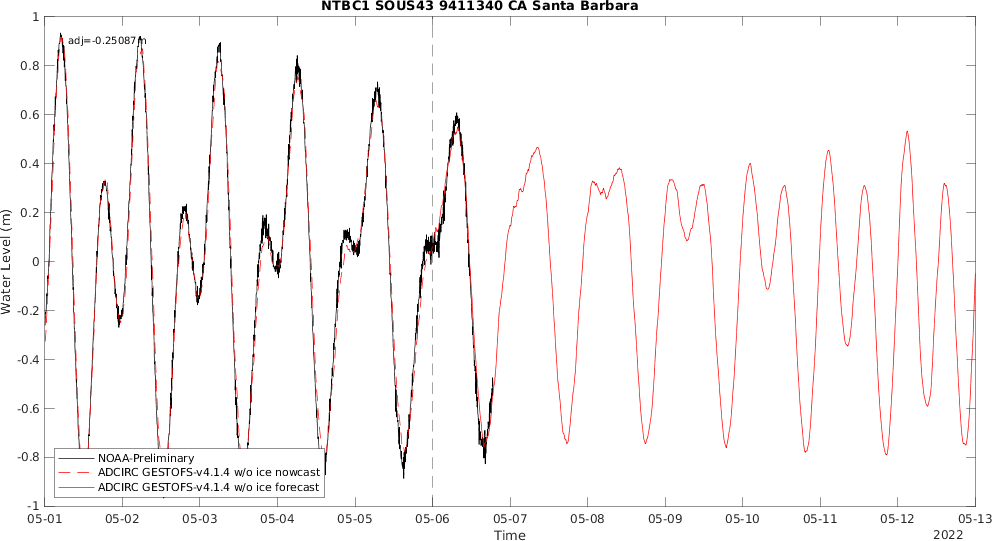 NTBC1 SOUS43 9411340 CA Santa Barbara
adj=-0.25087 m
Water Level (m)
1
0.8
0.6
0.4
0.2
0
-0.2
-0.4
-0.6
-0.8
-1
NOAA-Preliminary
ADCIRC GESTOFS-v4.1.4 w/o ice nowcast
ADCIRC GESTOFS-v4.1.4 w/o ice forecast
05-01 05-02 05-03 05-04 05-05 05-06 05-07 05-08 05-09 05-10 05-11 05-12 05-13
Time
2022